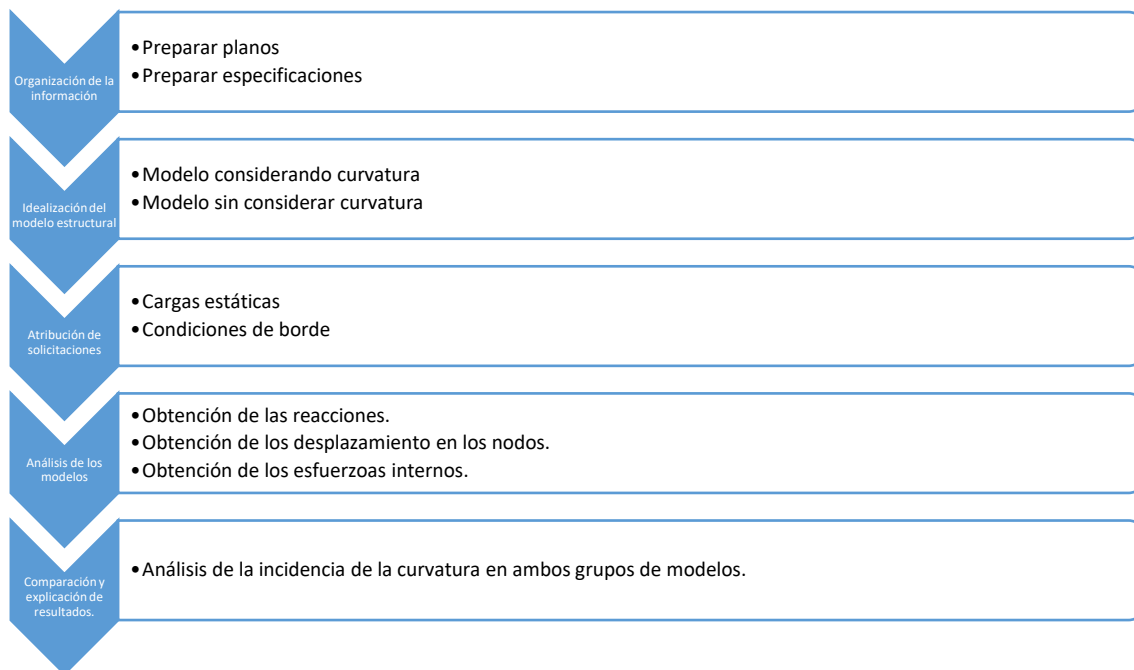 Organización de la
información
•Preparar planos
•Preparar especificaciones
Idealización del
modelo estructural
•Modelo considerando curvatura
•Modelo sin considerar curvatura
Atribución de
solicitaciones
•Cargas estáticas
•Condiciones de borde
Análisis de los
modelos
•Obtención de las reacciones.
•Obtención de los desplazamiento en los nodos.
•Obtención de los esfuerzoas internos.
Comparación y
explicación de
resultados.
•Análisis de la incidencia de la curvatura en ambos grupos de modelos.